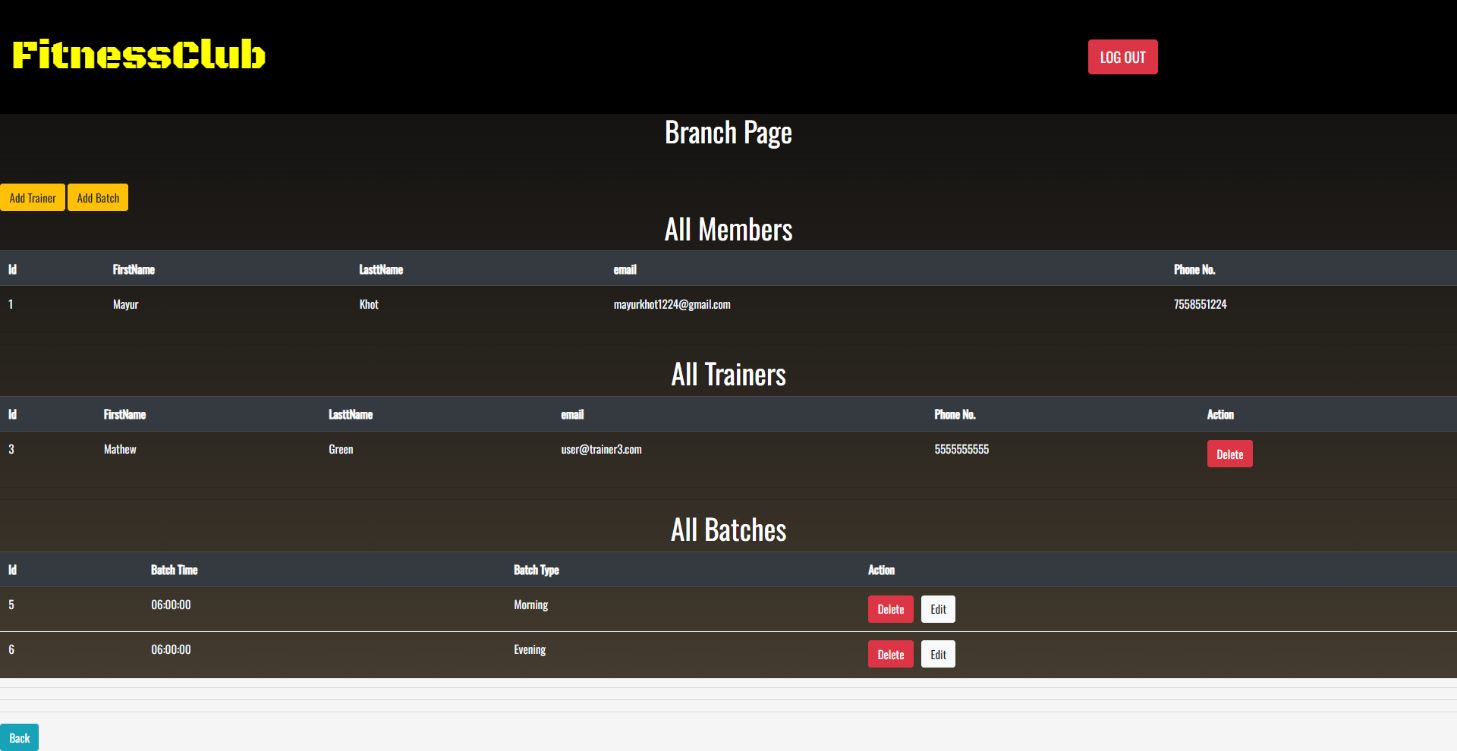 FitnessClub
LOG OUT
Branch Page
Add Trainer Add Batch
All Members
Id FirstName LasttName email Phone No.
1 Mayur Khot mayurkhot1224@gmail.com 7558551224
All Trainers
Id FirstName LasttName email Phone No. Action
3 Mathew Green user@trainer3.com 5555555555 Delete
All Batches
Id Batch Time Batch Type Action
5 06:00:00 Morning Delete Edit
6 06:00:00 Evening Delete Edit
Back